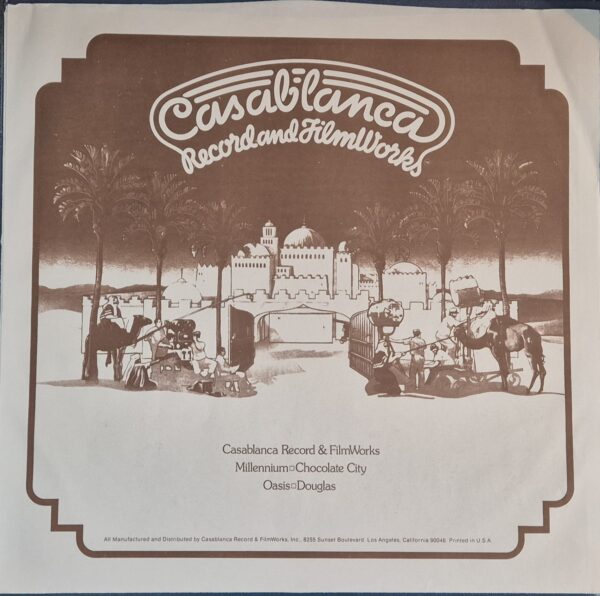 Casablanca
Record and FilmWorks
Casablanca Record & FilmWorks
Millennium▫Chocolate City
Oasis▫Douglas
All Manufactured and Distributed by Casablanca Record & FilmWorks, Inc., 8255 Sunset Boulevard Los Angeles, California 90046 Printed in U.S.A.